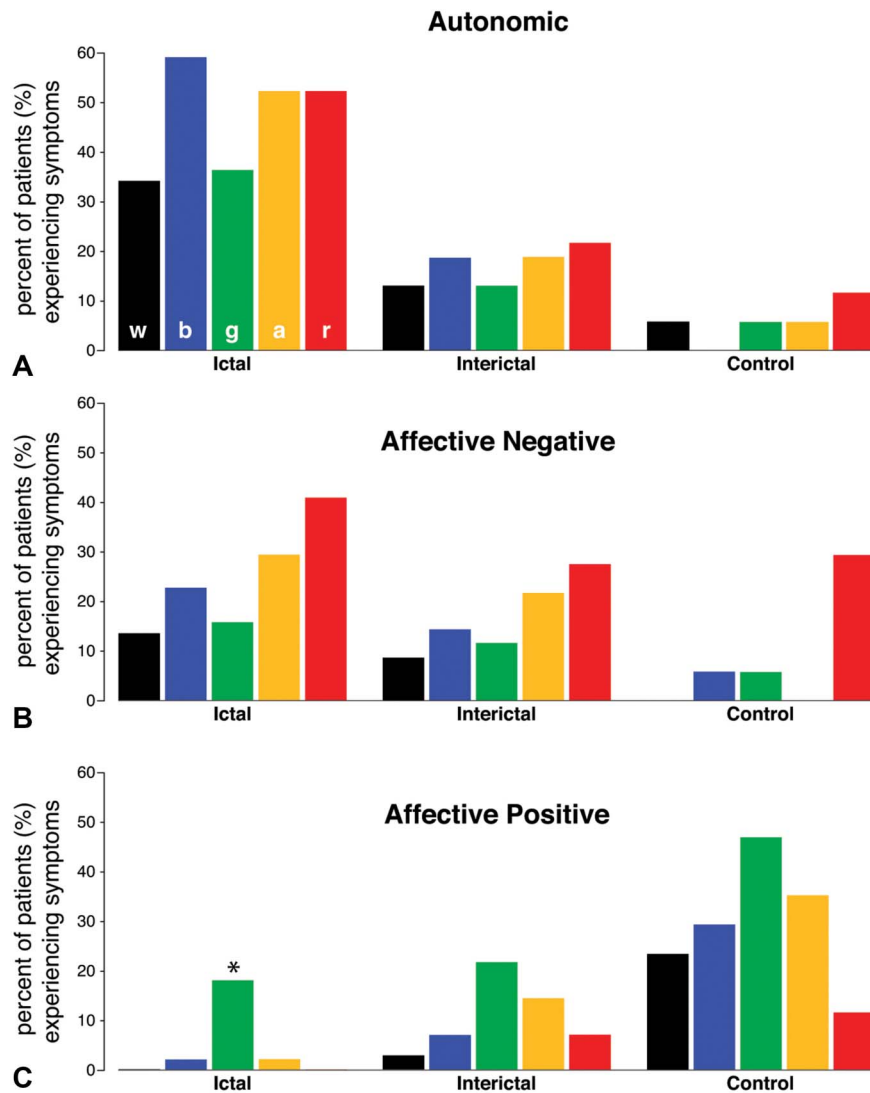 Autonomic
percent of patients (%)
experiencing symptoms
60
50
40
30
20
10
0
w b g a r
Ictal Interictal Control
A
Affective Negative
percent of patients (%)
experiencing symptoms
60
50
40
30
20
10
0
Ictal Interictal Control
B
Affective Positive
percent of patients (%)
experiencing symptoms
60
50
40
30
20
10
0
*
Ictal Interictal Control
C